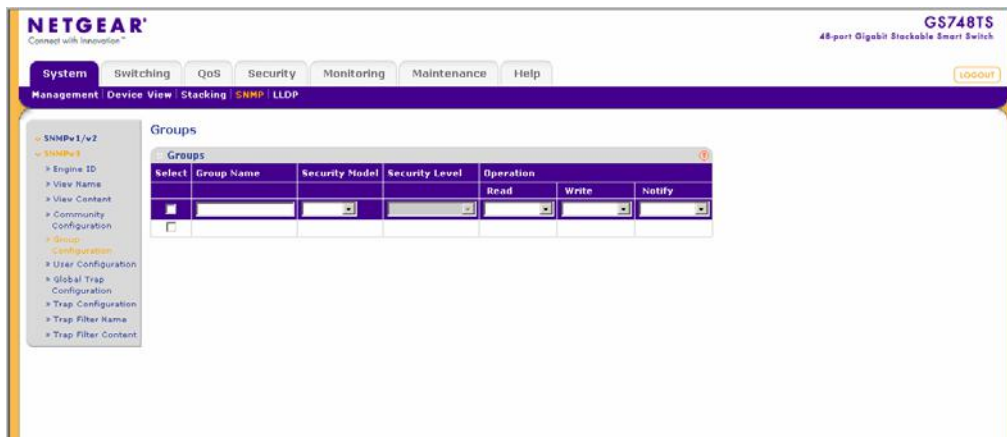 NETGEAR®
Connect with Innovation™
GS748TS
48-port Gigabit Stackable Smart Switch
System Switching QoS Security Monitoring Maintenance Help
LOGOUT
Management Device View Stacking SNMP LLDP
SNMPv1/v2
SNMPv3
» Engine ID
» View Name
» View Content
» Community
Configuration
» Group
Configuration
» User Configuration
» Global Trap
Configuration
» Trap Configuration
» Trap Filter Name
» Trap Filter Content
Groups
Groups
?
Select Group Name Security Model Security Level Operation
Read Write Notify